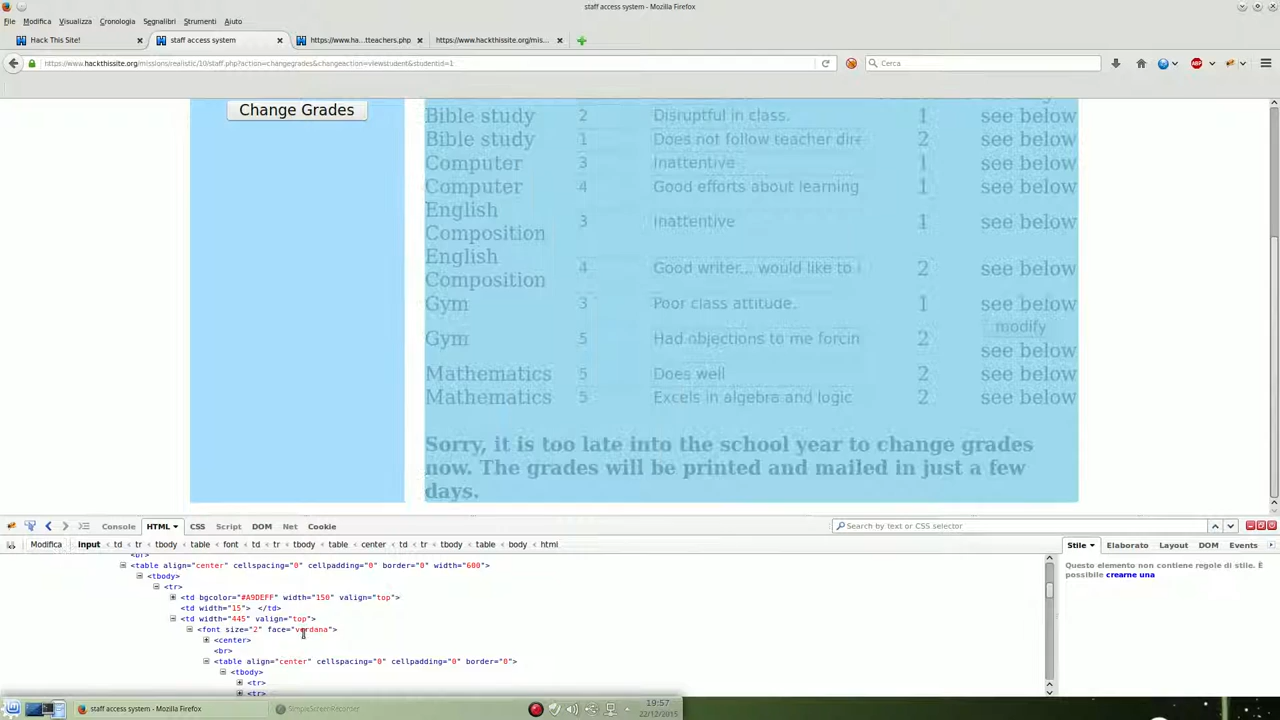 staff access system - Mozilla Firefox
File Modifica Visualizza Cronologia Segnalibri Strumenti Aiuto
Hack This Site! × staff access system × https://www.ha...tteachers.php × https://www.hackthissite.org/mis... ×
https://www.hackthissite.org/missions/realistic/10/staff.php?action=changegrades&changeaction=viewstudent&studentid=1 Cerca ABP
Change Grades
Bible study 2 Disruptful in class. 1 see below
Bible study 1 Does not follow teacher dire 2 see below
Computer 3 Inattentive 1 see below
Computer 4 Good efforts about learning 1 see below
English
Composition 3 Inattentive 1 see below
English
Composition 4 Good writer... would like to 2 see below
Gym 3 Poor class attitude. 1 see below
modify
Gym 5 Had objections to me forcin 2 see below
Mathematics 5 Does well 2 see below
Mathematics 5 Excels in algebra and logic 2 see below
Sorry, it is too late into the school year to change grades
now. The grades will be printed and mailed in just a few
days.
Console HTML CSS Script DOM Net Cookie Search by text or CSS selector
Modifica input < td < tr < tbody < table < font < td < tr < tbody < table < center < td < tr < tbody < table < body < html Stile Elaborato Layout DOM Events
<br>
<table align="center" cellspacing="0" cellpadding="0" border="0" width="600">
<tbody>
<tr>
<td bgcolor="#A9DEFF" width="150" valign="top">
<td width="15"> </td>
<td width="445" valign="top">
<font size="2" face="verdana">
<center>
<br>
<table align="center" cellspacing="0" cellpadding="0" border="0">
<tbody>
<tr>
<tr>
Questo elemento non contiene regole di stile. È
possibile crearne una
staff access system - Mozilla Firefox SimpleScreenRecorder 19:57
22/12/2015